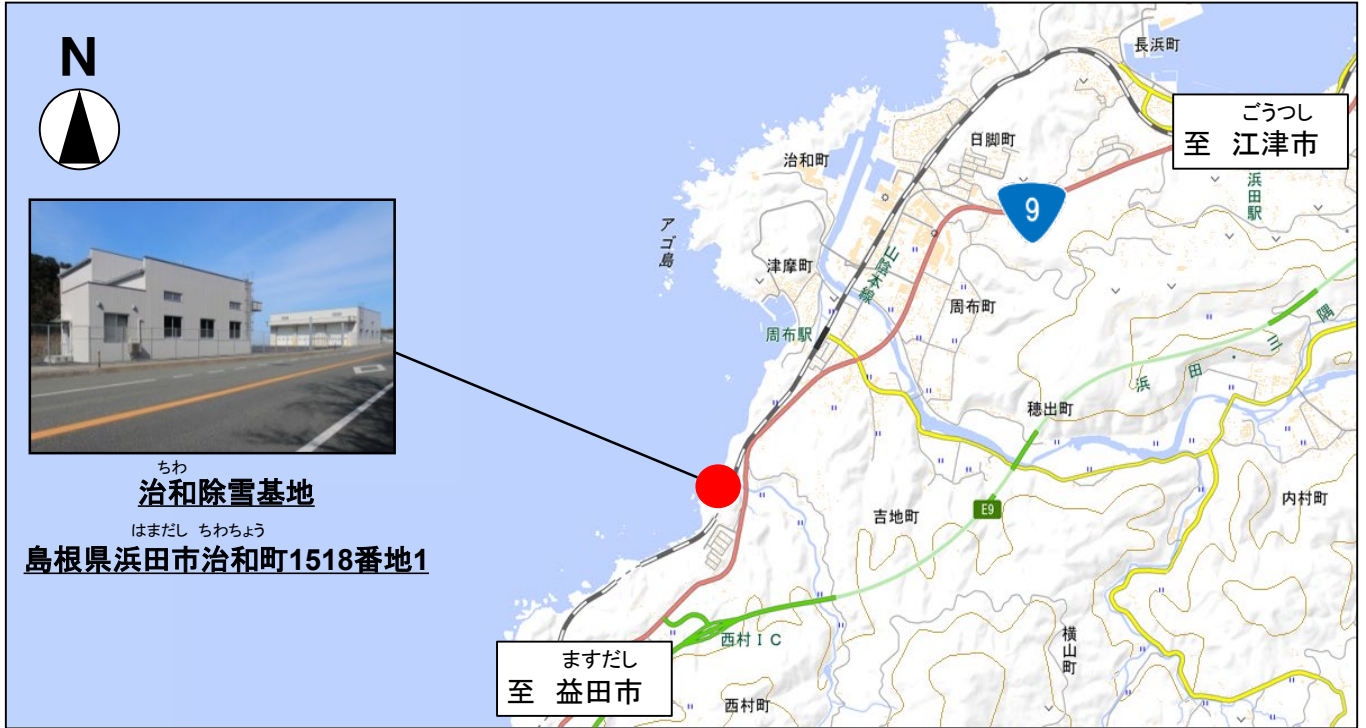 N
ちわ
治和除雪基地
はまだし ちわちょう
島根県浜田市治和町1518番地1
長浜町
ごうつし
至 江津市
日脚町
治和町
浜田駅
9
アゴ島
津摩町
山陰本線
周布町
周布駅
浜田・三隅
穂出町
内村町
E9
吉地町
西村IC
横山町
ますだし
至 益田市
西村町